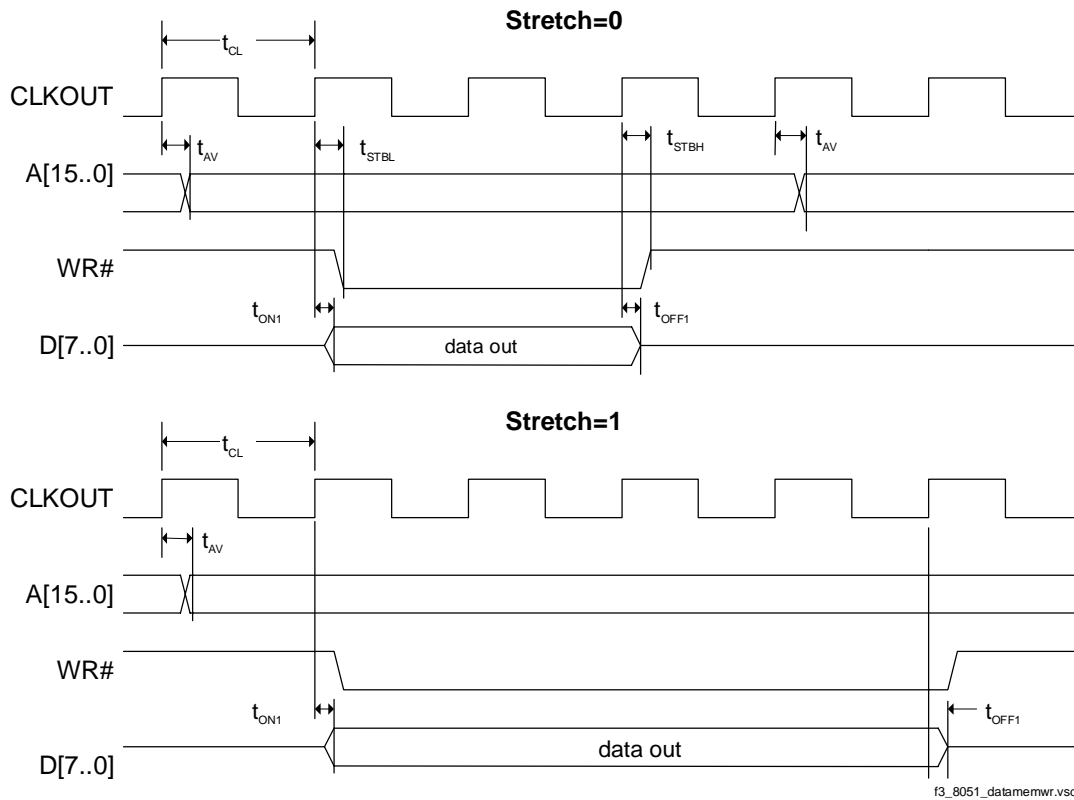 Stretch=0
tCL
CLKOUT
tAV
tSTBL
tSTBH
tAV
A[15..0]
WR#
tON1
tOFF1
D[7..0]
data out
Stretch=1
tCL
CLKOUT
tAV
A[15..0]
WR#
tON1
tOFF1
data out
D[7..0]
f3_8051_datamemwr.vsd